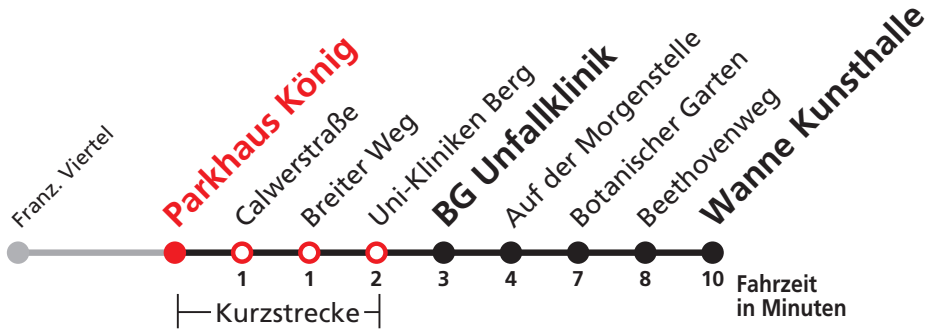 Franz. Viertel
Parkhaus König
Calwerstraße
Breiter Weg
Uni-Kliniken Berg
BG Unfallklinik
Auf der Morgenstelle
Botanischer Garten
Beethovenweg
Wanne Kunsthalle
1 1 2 3 4 7 8 10
Fahrzeit
in Minuten
Kurzstrecke